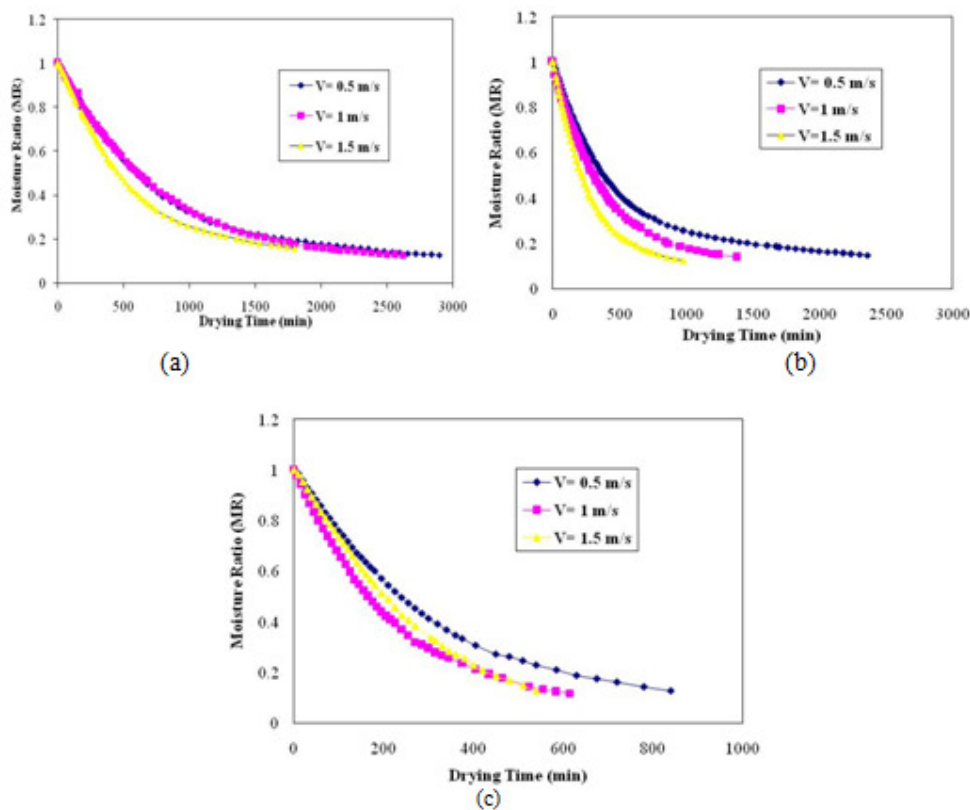 1.2
1
0.8
0.6
0.4
0.2
0
Moisture Ratio (MR)
V= 0.5 m/s
V= 1 m/s
V= 1.5 m/s
0 500 1000 1500 2000 2500 3000
Drying Time (min)
(a)
1.2
1
0.8
0.6
0.4
0.2
0
Moisture Ratio (MR)
V= 0.5 m/s
V= 1 m/s
V=1.5 m/s
0 500 1000 1500 2000 2500 3000
Drying Time (min)
(b)
1.2
1
0.8
0.6
0.4
0.2
0
Moisture Ratio (MR)
V= 0.5 m/s
V= 1 m/s
V= 1.5 m/s
0 200 400 600 800 1000
Drying Time (min)
(c)